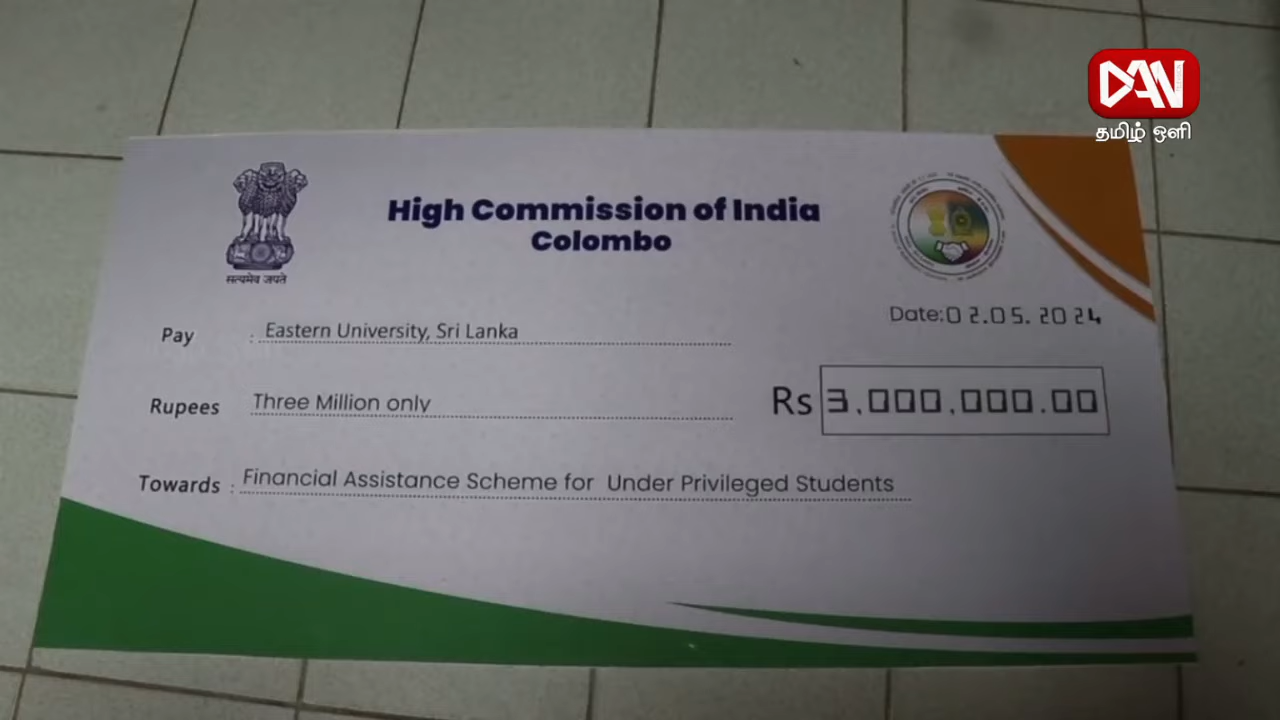 DAN
தமிழ் ஒளி
सत्यमेव जयते
High Commission of India
Colombo
Date:02.05.2024
Pay : Eastern University, Sri Lanka
Rupees Three Million only
Rs 3,000,000.00
Towards : Financial Assistance Scheme for Under Privileged Students